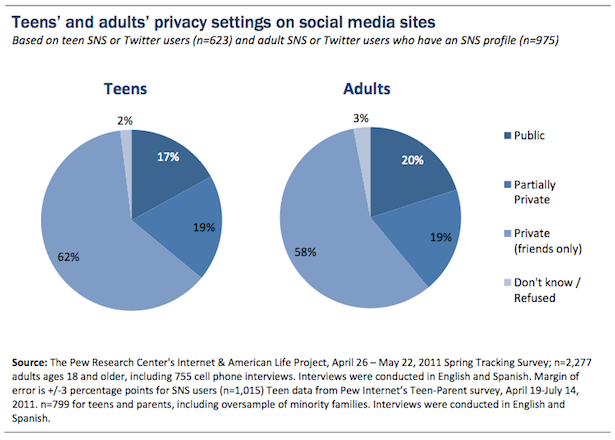 Teens’ and adults’ privacy settings on social media sites
Based on teen SNS or Twitter users (n=623) and adult SNS or Twitter users who have an SNS profile (n=975)
Teens
Adults
2%
17%
19%
62%
3%
20%
19%
58%
Public
Partially
Private
Private
(friends only)
Don't know /
Refused
Source: The Pew Research Center's Internet & American Life Project, April 26 – May 22, 2011 Spring Tracking Survey; n=2,277
adults ages 18 and older, including 755 cell phone interviews. Interviews were conducted in English and Spanish. Margin of
error is +/-3 percentage points for SNS users (n=1,015) Teen data from Pew Internet’s Teen-Parent survey, April 19-July 14,
2011. n=799 for teens and parents, including oversample of minority families. Interviews were conducted in English and
Spanish.